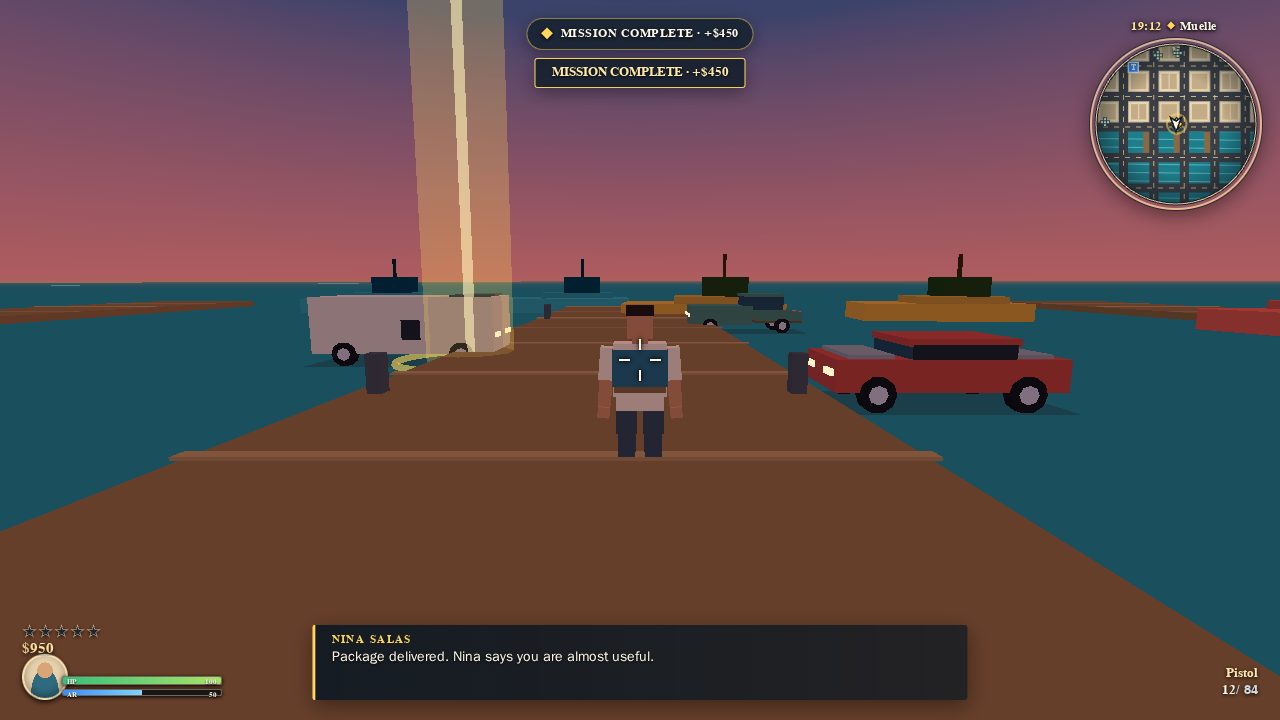 MISSION COMPLETE · +$450
MISSION COMPLETE · +$450
19:12 ◆ Muelle
T
$950
HP 100
AR 50
NINA SALAS
Package delivered. Nina says you are almost useful.
Pistol
12/ 84